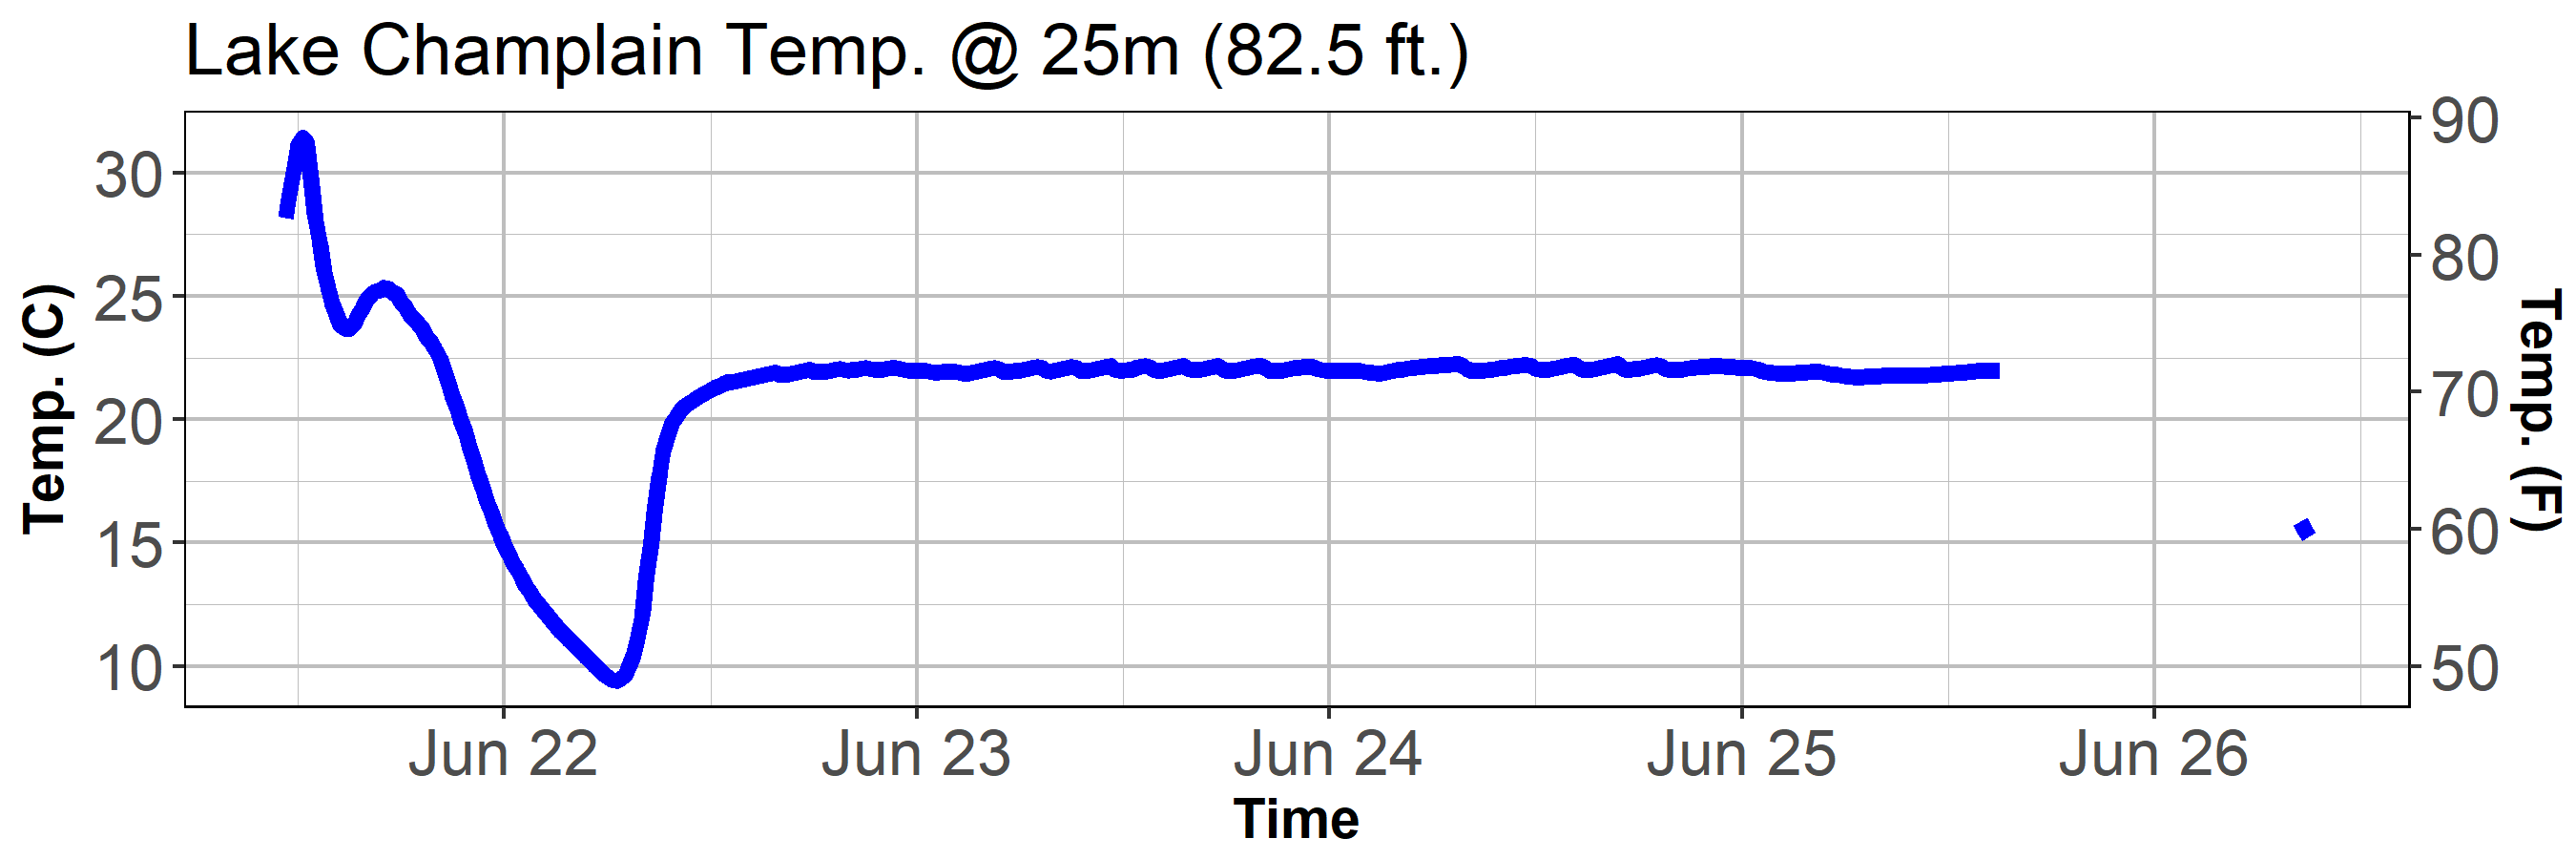 Lake Champlain Temp. @ 25m (82.5 ft.)
Temp. (C)
30
25
20
15
10
90
80
70
60
50
Temp. (F)
Jun 22 Jun 23 Jun 24 Jun 25 Jun 26
Time